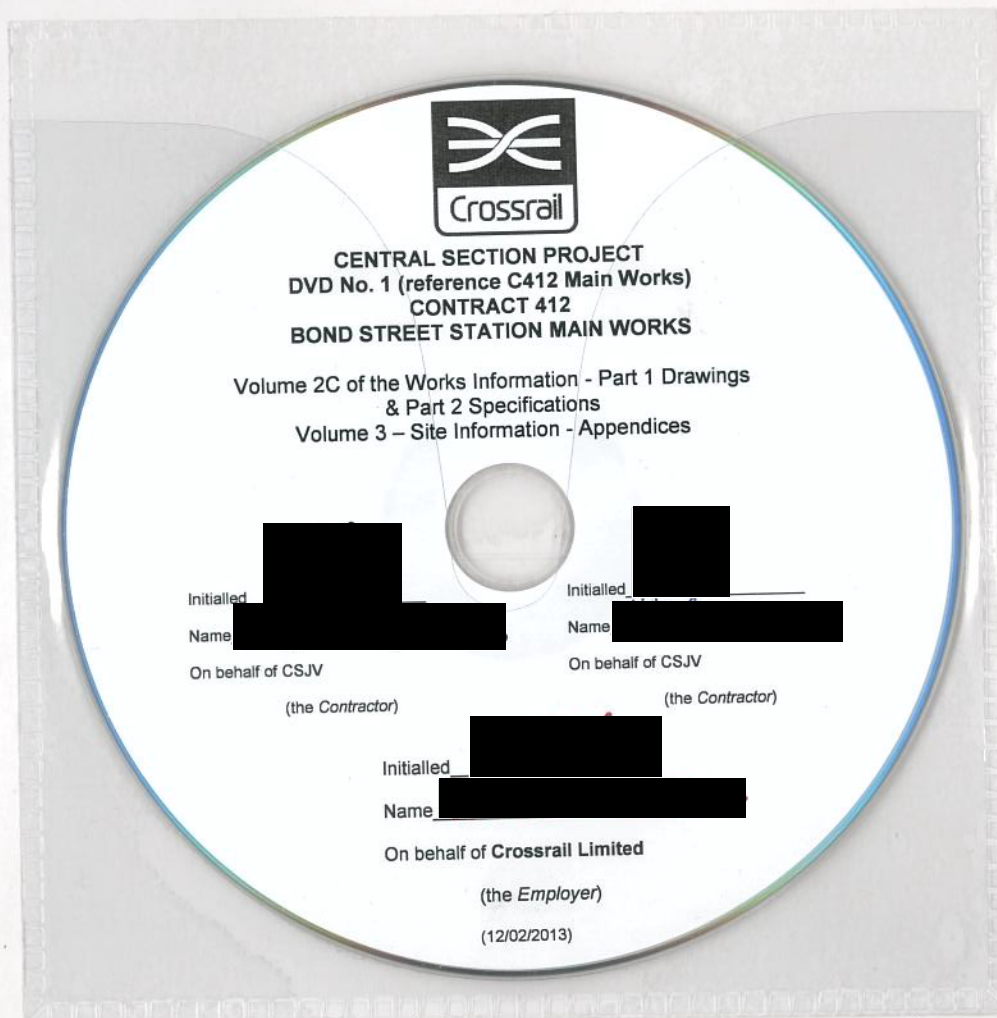 Crossrail
CENTRAL SECTION PROJECT
DVD No. 1 (reference C412 Main Works)
CONTRACT 412
BOND STREET STATION MAIN WORKS
Volume 2C of the Works Information - Part 1 Drawings
& Part 2 Specifications
Volume 3 – Site Information - Appendices
Initialled
Name
On behalf of CSJV
(the Contractor)
Initialled
Name
On behalf of CSJV
(the Contractor)
Initialled
Name
On behalf of Crossrail Limited
(the Employer)
(12/02/2013)